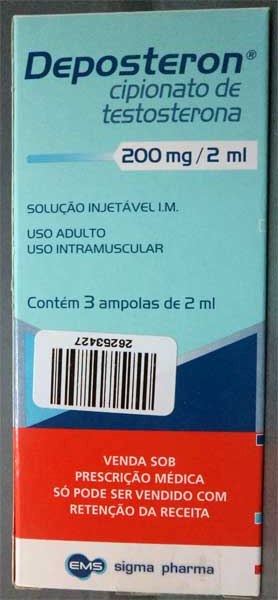 Deposteron®
cipionato de
testosterona
200 mg/2 ml
SOLUÇÃO INJETÁVEL I.M.
USO ADULTO
USO INTRAMUSCULAR
Contém 3 ampolas de 2 ml
26253427
VENDA SOB
PRESCRIÇÃO MÉDICA
SÓ PODE SER VENDIDO COM
RETENÇÃO DA RECEITA
EMS sigma pharma